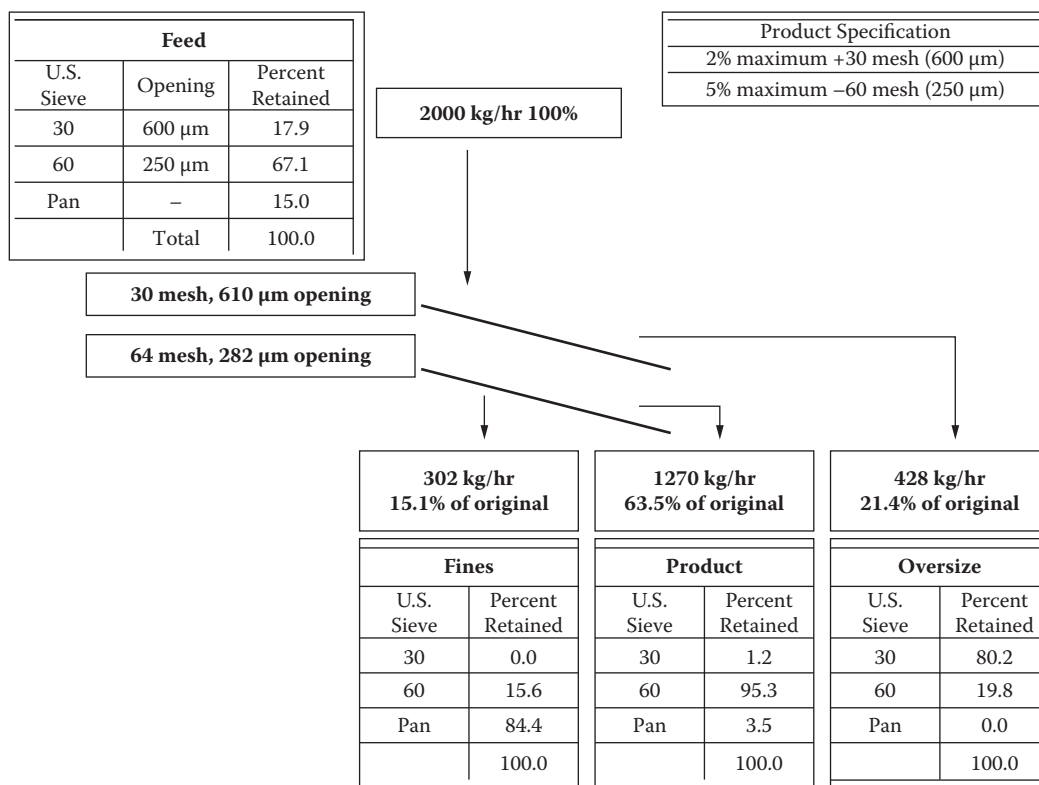 Feed
U.S. Sieve Opening Percent Retained
30 600 μm 17.9
60 250 μm 67.1
Pan – 15.0
Total 100.0
Product Specification
2% maximum +30 mesh (600 μm)
5% maximum −60 mesh (250 μm)
2000 kg/hr 100%
30 mesh, 610 μm opening
64 mesh, 282 μm opening
302 kg/hr
15.1% of original
1270 kg/hr
63.5% of original
428 kg/hr
21.4% of original
Fines
U.S. Sieve Percent Retained
30 0.0
60 15.6
Pan 84.4
100.0
Product
U.S. Sieve Percent Retained
30 1.2
60 95.3
Pan 3.5
100.0
Oversize
U.S. Sieve Percent Retained
30 80.2
60 19.8
Pan 0.0
100.0